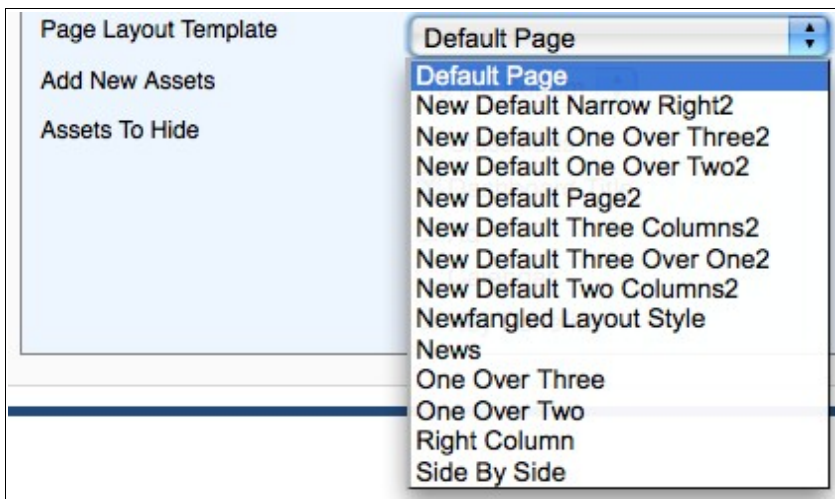 Page Layout Template
Default Page
Add New Assets
Assets To Hide
Default Page
New Default Narrow Right2
New Default One Over Three2
New Default One Over Two2
New Default Page2
New Default Three Columns2
New Default Three Over One2
New Default Two Columns2
Newfangled Layout Style
News
One Over Three
One Over Two
Right Column
Side By Side